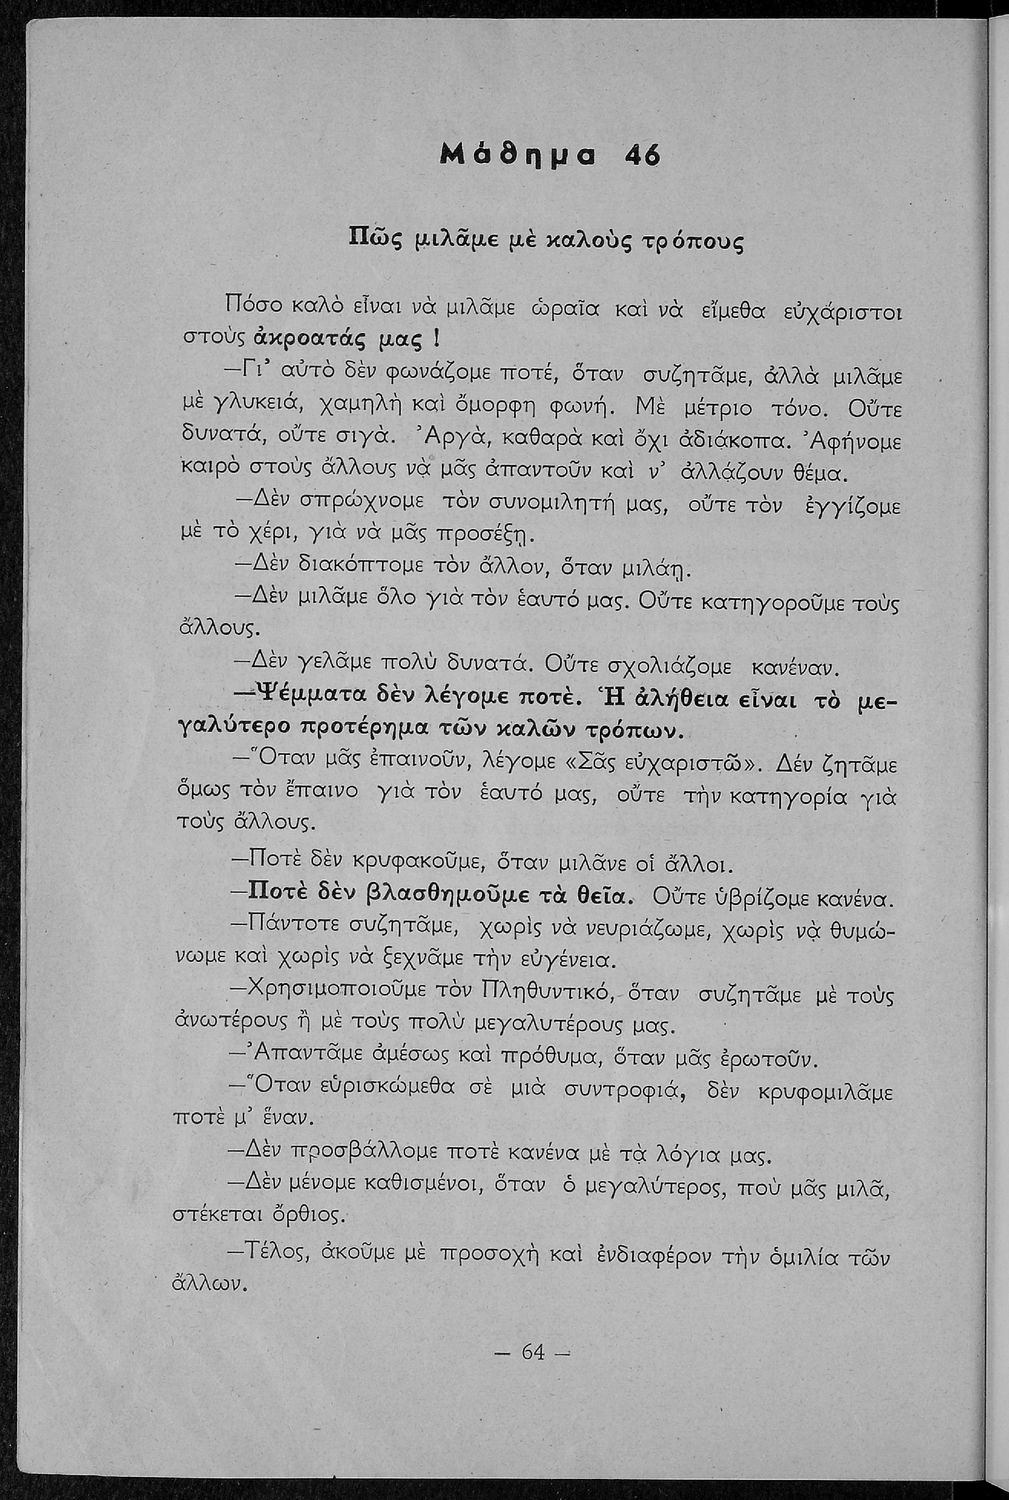 Μάθημα 46
Πῶς μιλᾶμε μὲ καλοὺς τρόπους
Πόσο καλὸ εἶναι νὰ μιλᾶμε ὡραῖα καὶ νὰ εἴμεθα εὐχάριστοι
στοὺς ἀκροατάς μας !
—Γι’ αὐτὸ δὲν φωνάζομε ποτέ, ὅταν συζητᾶμε, ἀλλὰ μιλᾶμε
μὲ γλυκειά, χαμηλὴ καὶ ὄμορφη φωνή. Μὲ μέτριο τόνο. Οὔτε
δυνατά, οὔτε σιγὰ. Ἀργὰ, καθαρὰ καὶ ὄχι ἀδιάκοπα. Ἀφήνομε
καιρὸ στοὺς ἄλλους νὰ μᾶς ἀπαντοῦν καὶ ν’ ἀλλάζουν θέμα.
—Δὲν σπρώχνομε τὸν συνομιλητή μας, οὔτε τὸν ἐγγίζομε
μὲ τὸ χέρι, γιὰ νὰ μᾶς προσέξῃ.
—Δὲν διακόπτομε τὸν ἄλλον, ὅταν μιλάῃ.
—Δὲν μιλᾶμε ὅλο γιὰ τὸν ἑαυτό μας. Οὔτε κατηγοροῦμε τοὺς
ἄλλους.
—Δὲν γελᾶμε πολὺ δυνατά. Οὔτε σχολιάζομε κανέναν.
—Ψέμματα δὲν λέγομε ποτὲ. Ἡ ἀλήθεια εἶναι τὸ με-
γαλύτερο προτέρημα τῶν καλῶν τρόπων.
—Ὅταν μᾶς ἐπαινοῦν, λέγομε «Σᾶς εὐχαριστῶ». Δέν ζητᾶμε
ὅμως τὸν ἔπαινο γιὰ τὸν ἑαυτό μας, οὔτε τὴν κατηγορία γιὰ
τοὺς ἄλλους.
—Ποτὲ δὲν κρυφακοῦμε, ὅταν μιλᾶνε οἱ ἄλλοι.
—Ποτὲ δὲν βλασθημοῦμε τὰ θεῖα. Οὔτε ὑβρίζομε κανένα.
—Πάντοτε συζητᾶμε, χωρὶς νὰ νευριάζωμε, χωρὶς νὰ θυμώ-
νωμε καὶ χωρὶς νὰ ξεχνᾶμε τὴν εὐγένεια.
—Χρησιμοποιοῦμε τὸν Πληθυντικό, ὅταν συζητᾶμε μὲ τοὺς
ἀνωτέρους ἢ μὲ τοὺς πολὺ μεγαλυτέρους μας.
—Ἀπαντᾶμε ἀμέσως καὶ πρόθυμα, ὅταν μᾶς ἐρωτοῦν.
—Ὅταν εὑρισκώμεθα σὲ μιὰ συντροφιά, δὲν κρυφομιλᾶμε
ποτὲ μ’ ἕναν.
—Δὲν προσβάλλομε ποτὲ κανένα μὲ τὰ λόγια μας.
—Δὲν μένομε καθισμένοι, ὅταν ὁ μεγαλύτερος, ποὺ μᾶς μιλᾶ,
στέκεται ὄρθιος.
—Τέλος, ἀκοῦμε μὲ προσοχὴ καὶ ἐνδιαφέρον τὴν ὁμιλία τῶν
ἄλλων.
— 64 —